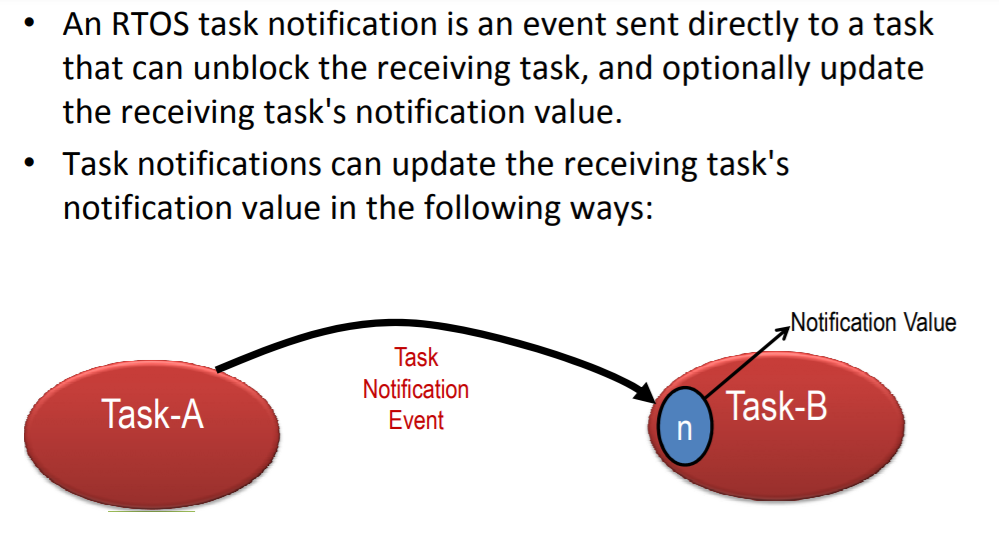 • An RTOS task notification is an event sent directly to a task
that can unblock the receiving task, and optionally update
the receiving task's notification value.
• Task notifications can update the receiving task's
notification value in the following ways:
Notification Value
Task
Notification
Event
Task-A
Task-B
n